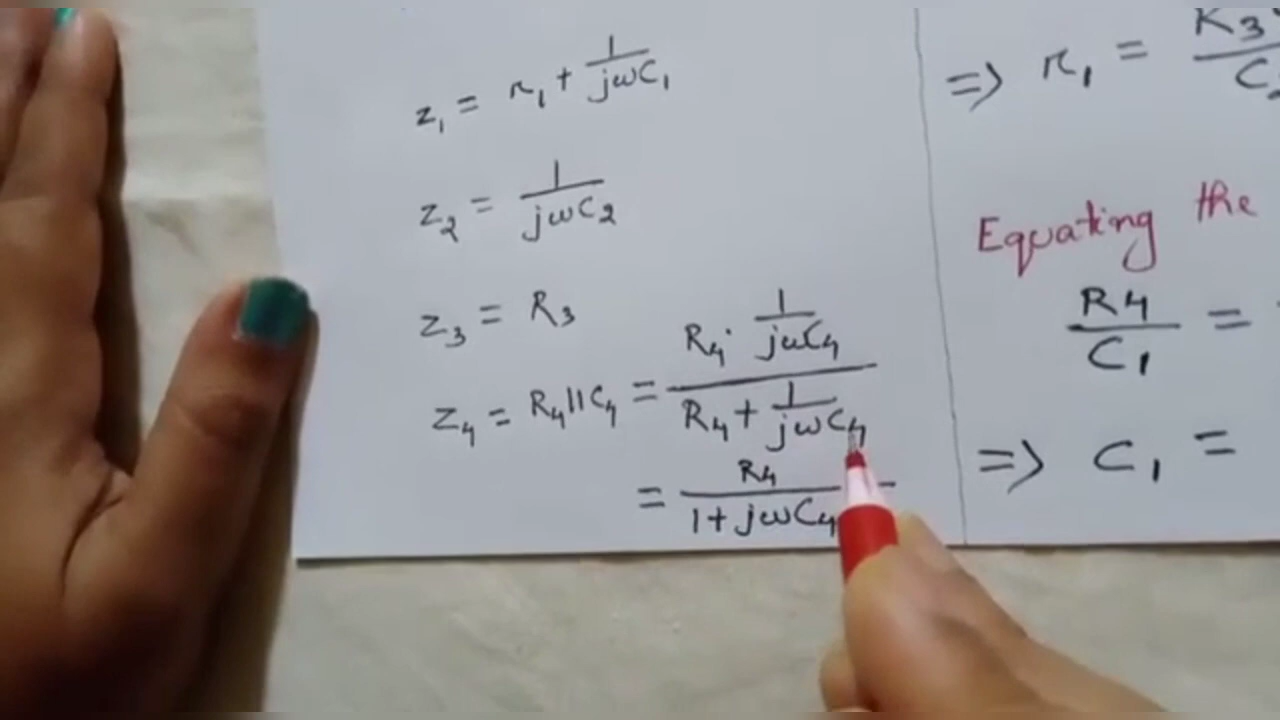 z₁ = r₁ + 1/jωC₁
z₂ = 1/jωC₂
z₃ = R₃
z₄ = R₄||C₄ = (R₄ · 1/jωC₄)/(R₄ + 1/jωC₄)
= R₄/(1 + jωC₄
⇒ r₁ =
Equating the
R₄/C₁ =
⇒ C₁ =